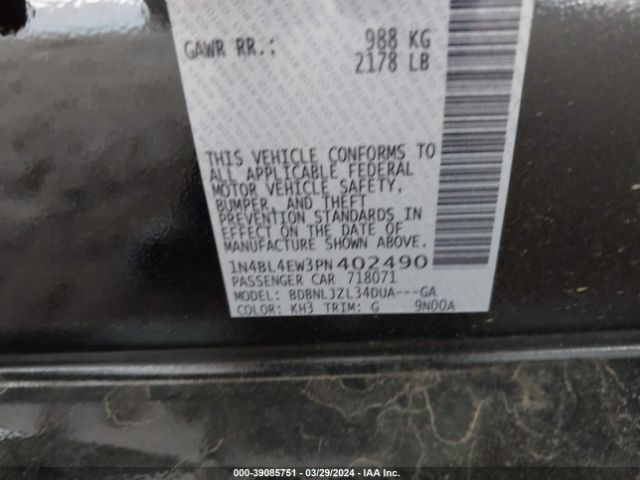 GAWR RR.: 988 KG
2178 LB
THIS VEHICLE CONFORMS TO
ALL APPLICABLE FEDERAL
MOTOR VEHICLE SAFETY,
BUMPER, AND THEFT
PREVENTION STANDARDS IN
EFFECT ON THE DATE OF
MANUFACTURE SHOWN ABOVE.
1N4BL4EW3PN402490
PASSENGER CAR 718071
MODEL: BDBNLJZL34DUA---GA
COLOR: KH3 TRIM: G 9N00A
000-39085751 | 03/29/2024 | IAA Inc.